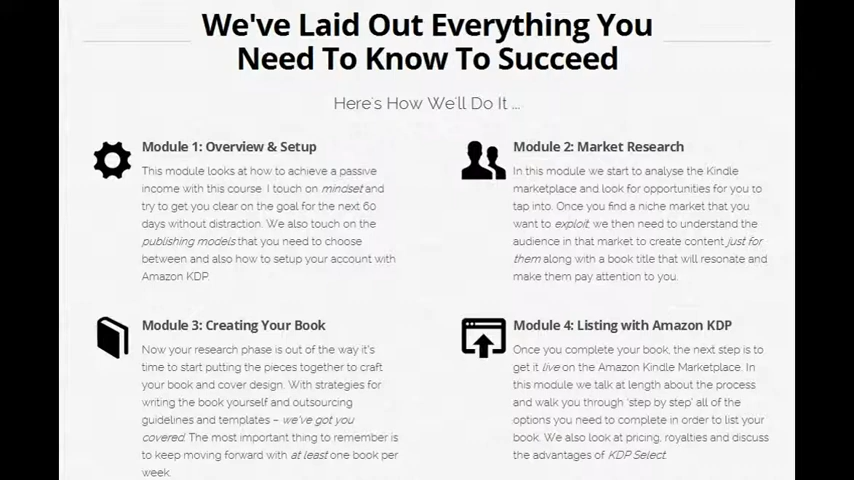 We've Laid Out Everything You
Need To Know To Succeed
Here's How We'll Do It ...
Module 1: Overview & Setup
This module looks at how to achieve a passive
income with this course. I touch on mindset and
try to get you clear on the goal for the next 60
days without distraction. We also touch on the
publishing models that you need to choose
between and also how to setup your account with
Amazon KDP.
Module 2: Market Research
In this module we start to analyse the Kindle
marketplace and look for opportunities for you to
tap into. Once you find a niche market that you
want to exploit, we then need to understand the
audience in that market to create content just for
them along with a book title that will resonate and
make them pay attention to you.
Module 3: Creating Your Book
Now your research phase is out of the way it's
time to start putting the pieces together to craft
your book and cover design. With strategies for
writing the book yourself and outsourcing
guidelines and templates – we've got you
covered. The most important thing to remember is
to keep moving forward with at least one book per
week.
Module 4: Listing with Amazon KDP
Once you complete your book, the next step is to
get it live on the Amazon Kindle Marketplace. In
this module we talk at length about the process
and walk you through 'step by step' all of the
options you need to complete in order to list your
book. We also look at pricing, royalties and discuss
the advantages of KDP Select.